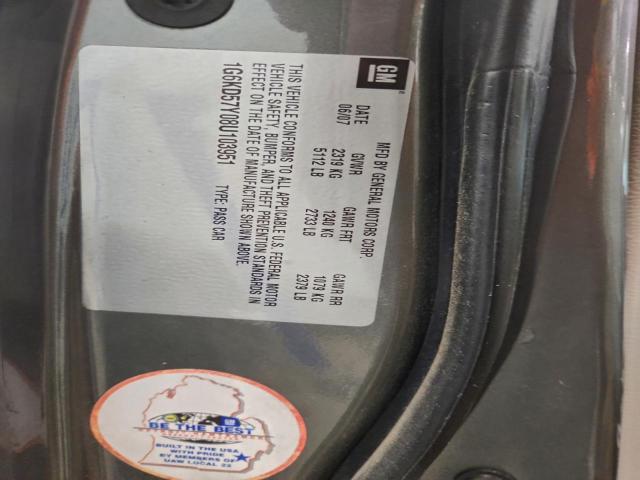 GM
MFD BY GENERAL MOTORS CORP.
DATE GVWR GAWR FRT GAWR RR
06/07 2319 KG 1240 KG 1079 KG
5112 LB 2733 LB 2379 LB
THIS VEHICLE CONFORMS TO ALL APPLICABLE U.S. FEDERAL MOTOR
VEHICLE SAFETY, BUMPER, AND THEFT PREVENTION STANDARDS IN
EFFECT ON THE DATE OF MANUFACTURE SHOWN ABOVE.
1G6KD57Y08U103951 TYPE: PASS CAR
BE THE BEST
BUILT IN THE USA
WITH PRIDE
BY MEMBERS OF
UAW LOCAL 22